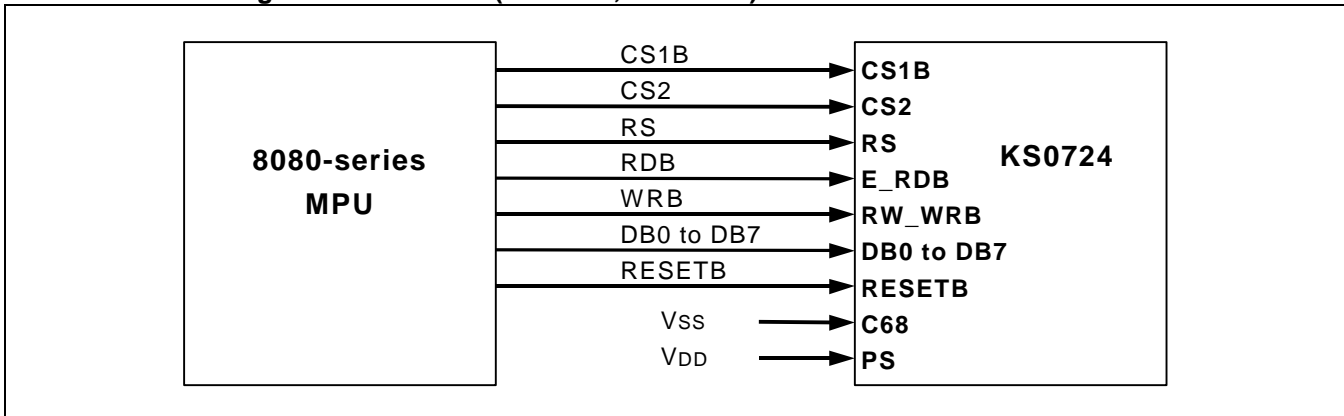 CS1B
CS1B
CS2
CS2
RS
RS
8080-series
MPU
KS0724
RDB
E_RDB
WRB
RW_WRB
DB0 to DB7
DB0 to DB7
RESETB
RESETB
VSS
C68
VDD
PS